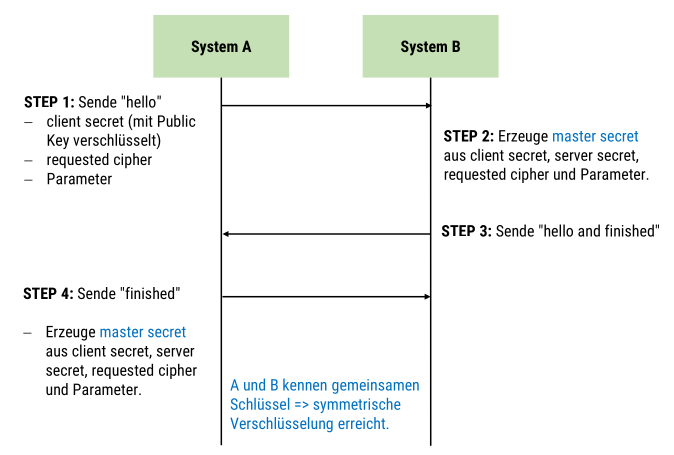 System A
System B
STEP 1: Sende "hello"
– client secret (mit Public
Key verschlüsselt)
– requested cipher
– Parameter
STEP 2: Erzeuge master secret
aus client secret, server secret,
requested cipher und Parameter.
STEP 3: Sende "hello and finished"
STEP 4: Sende "finished"
– Erzeuge master secret
aus client secret, server
secret, requested cipher
und Parameter.
A und B kennen gemeinsamen
Schlüssel => symmetrische
Verschlüsselung erreicht.